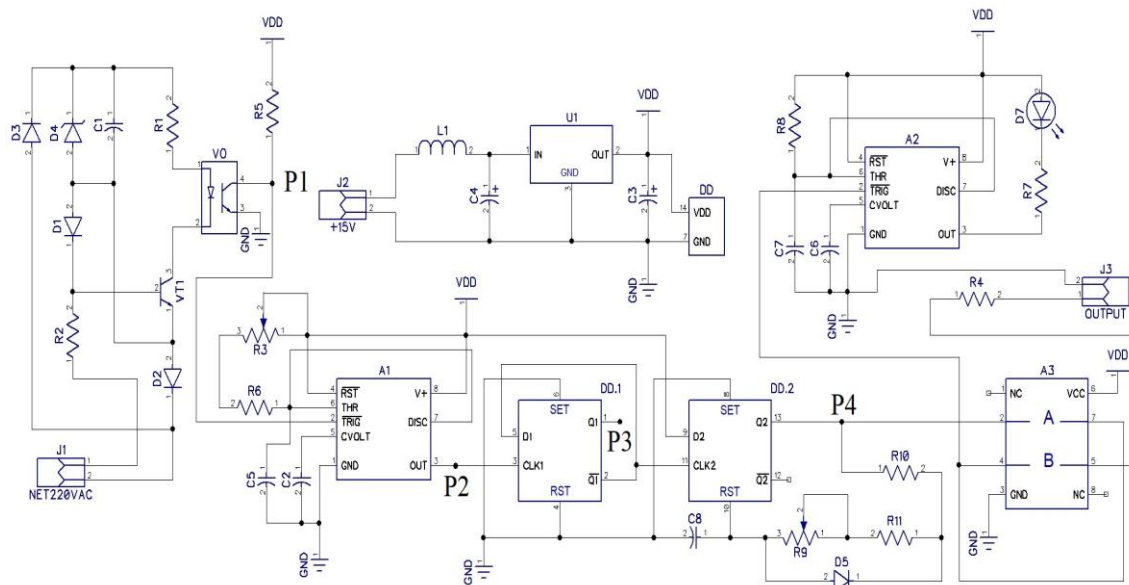 VDD
VDD
VDD
D3
D4
C1
R1
R5
VO
P1
GND
D1
VT1
R2
D2
J1
NET220VAC
L1
U1
IN
OUT
GND
J2
+15V
C4
C3
DD
VDD
GND
GND
R8
D7
A2
RST
V+
THR
TRIG
DISC
CVOLT
GND
OUT
R7
C7
C6
GND
R4
J3
OUTPUT
VDD
R3
R6
A1
RST
V+
THR
TRIG
DISC
CVOLT
GND
OUT
C5
C2
GND
P2
DD.1
SET
D1
Q1
CLK1
Q1
RST
P3
GND
DD.2
SET
D2
Q2
CLK2
Q2
RST
C8
P4
R10
R9
R11
D5
VDD
A3
NC
VCC
A
B
GND
NC
GND